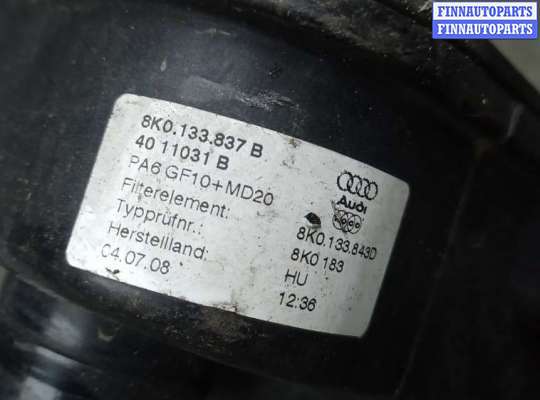 FINNAUTOPARTS
FINNAUTOPARTS
8K0.133.837 B
40 11031 B
PA6 GF10+MD20
Filterelement: 8K0.133.843D
Typprüfnr.: 8K0 183
Herstelland: HU
04.07.08 12:36
Audi